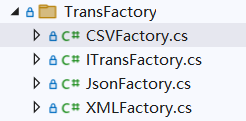 TransFactory
C# CSVFactory.cs
C# ITransFactory.cs
C# JsonFactory.cs
C# XMLFactory.cs